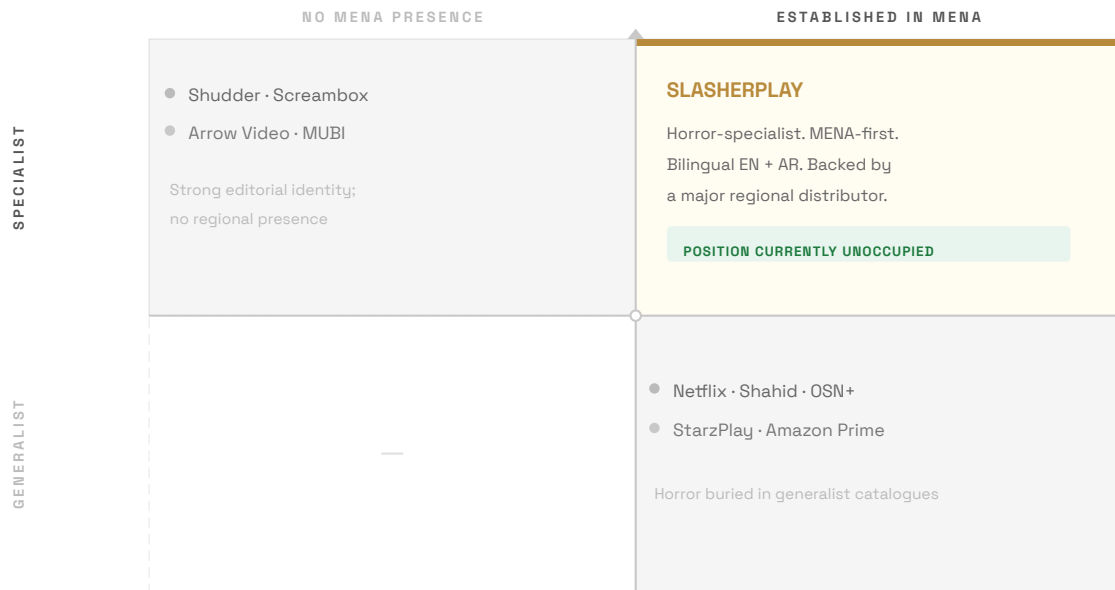 NO MENA PRESENCE
ESTABLISHED IN MENA
SPECIALIST
Shudder · Screambox
Arrow Video · MUBI
Strong editorial identity;
no regional presence
SLASHERPLAY
Horror-specialist. MENA-first.
Bilingual EN + AR. Backed by
a major regional distributor.
POSITION CURRENTLY UNOCCUPIED
GENERALIST
—
Netflix · Shahid · OSN+
StarzPlay · Amazon Prime
Horror buried in generalist catalogues